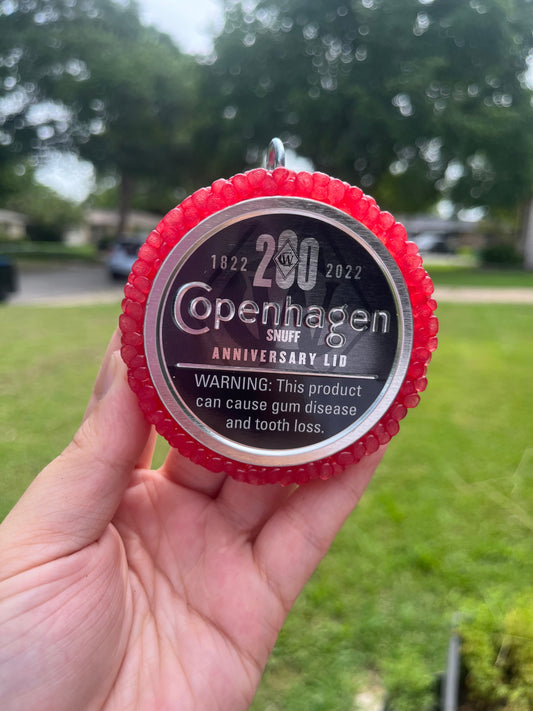 1822 200 2022
W
Copenhagen
SNUFF
ANNIVERSARY LID
WARNING: This product
can cause gum disease
and tooth loss.